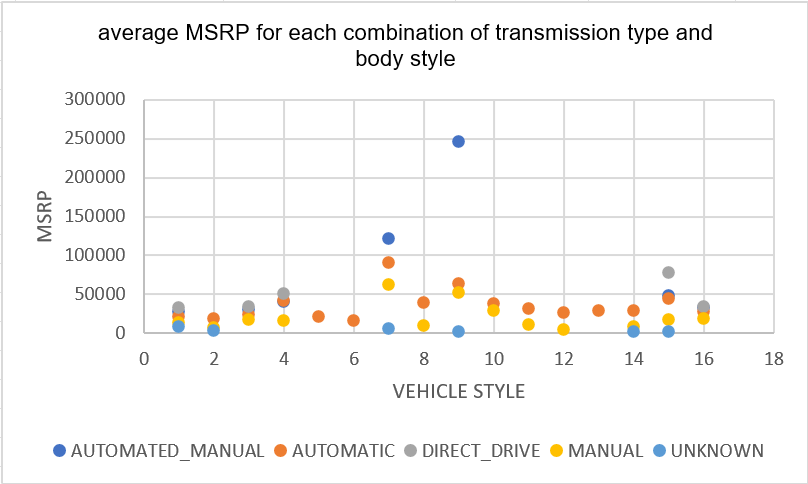 average MSRP for each combination of transmission type and
body style
300000
250000
200000
150000
100000
50000
0
MSRP
0 2 4 6 8 10 12 14 16 18
VEHICLE STYLE
AUTOMATED_MANUAL AUTOMATIC DIRECT_DRIVE MANUAL UNKNOWN